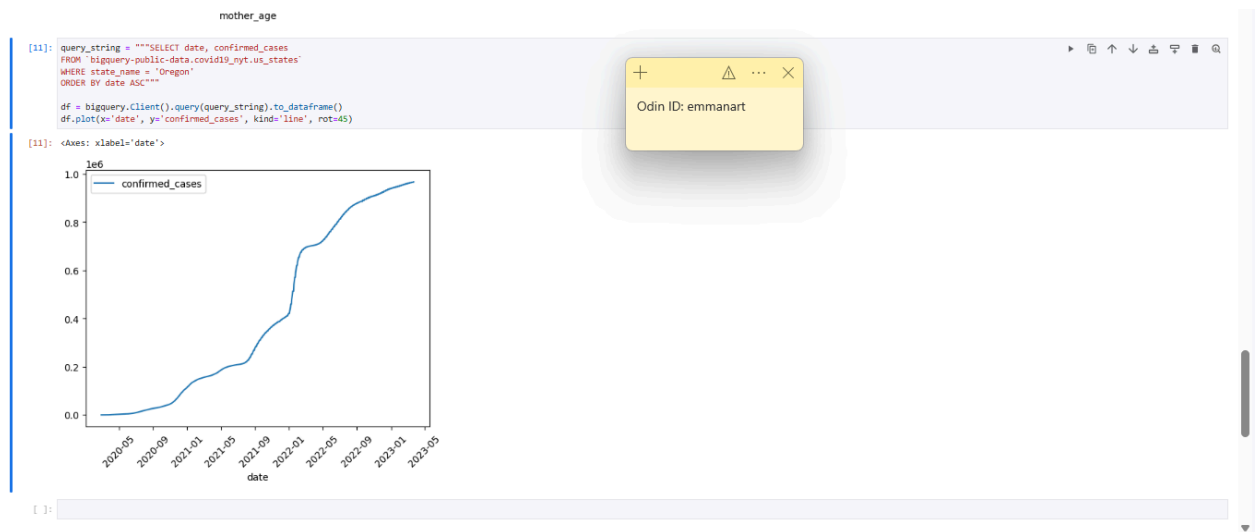 mother_age
[11]: query_string = """SELECT date, confirmed_cases
FROM `bigquery-public-data.covid19_nyt.us_states`
WHERE state_name = 'Oregon'
ORDER BY date ASC"""
df = bigquery.Client().query(query_string).to_dataframe()
df.plot(x='date', y='confirmed_cases', kind='line', rot=45)
Odin ID: emmanart
[11]: <Axes: xlabel='date'>
1e6
confirmed_cases
1.0
0.8
0.6
0.4
0.2
0.0
2020-05
2020-09
2021-01
2021-05
2021-09
2022-01
2022-05
2022-09
2023-01
2023-05
date
[ ]: